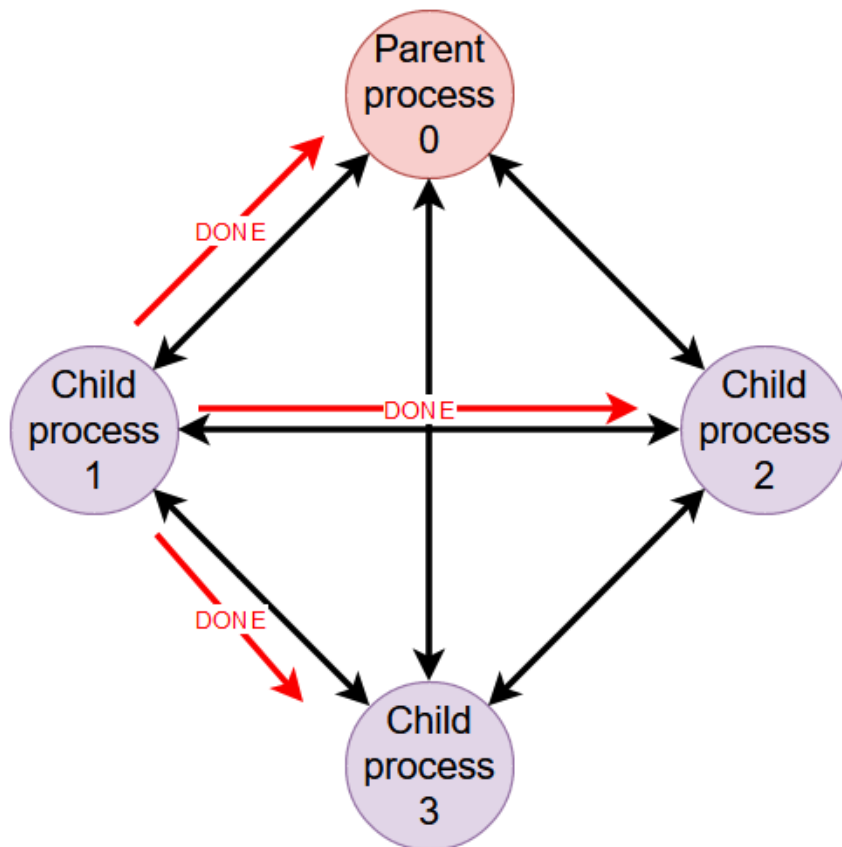 Parent
process
0
DONE
Child
process
1
DONE
Child
process
2
DONE
Child
process
3